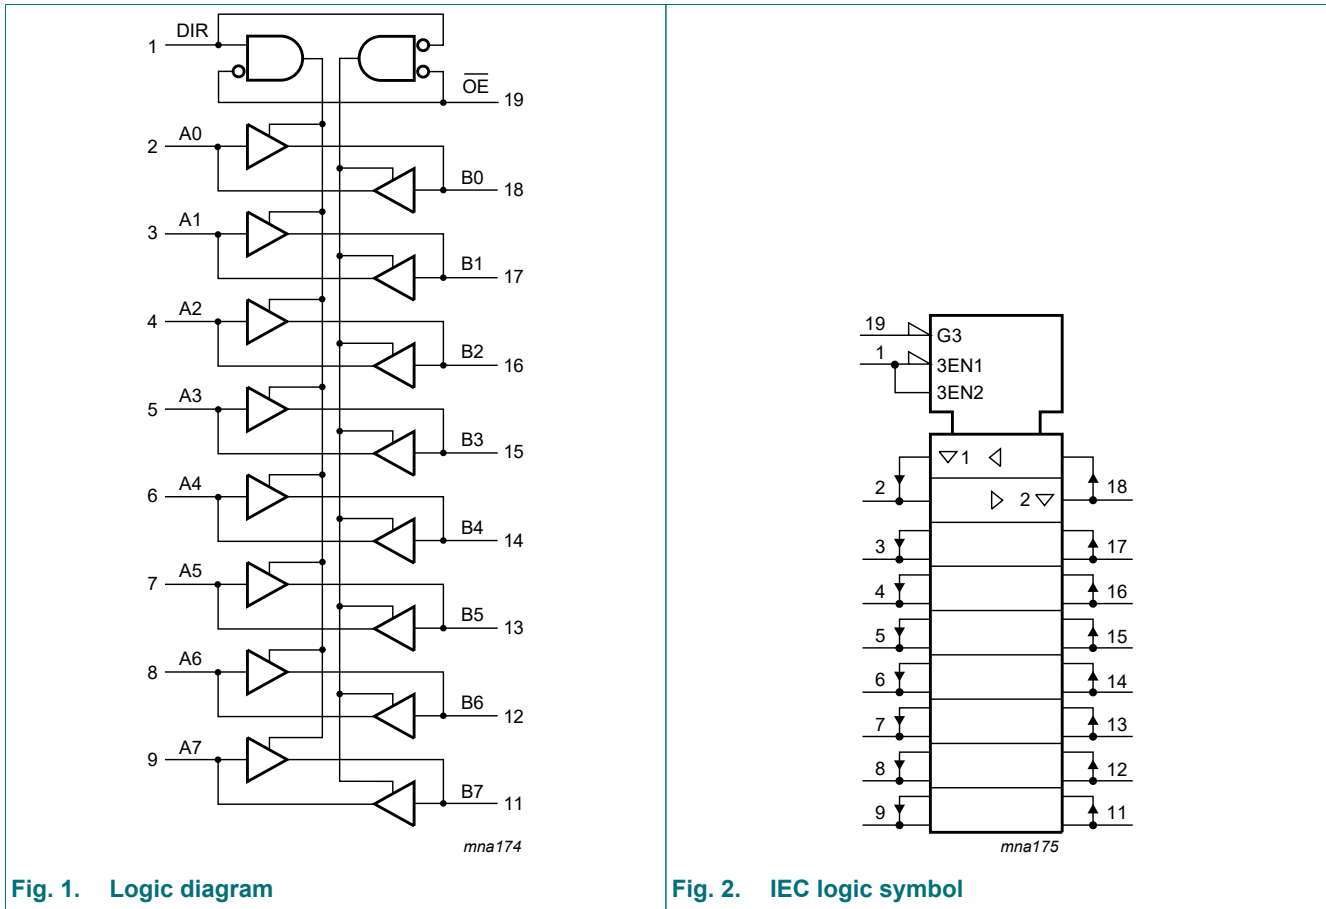 DIR
1
OE
19
A0
2
B0
18
A1
3
B1
17
A2
4
B2
16
A3
5
B3
15
A4
6
B4
14
A5
7
B5
13
A6
8
B6
12
A7
9
B7
11
mna174
Fig. 1. Logic diagram
19
G3
1
3EN1
3EN2
1
2
18
2
3
17
4
16
5
15
6
14
7
13
8
12
9
11
mna175
Fig. 2. IEC logic symbol